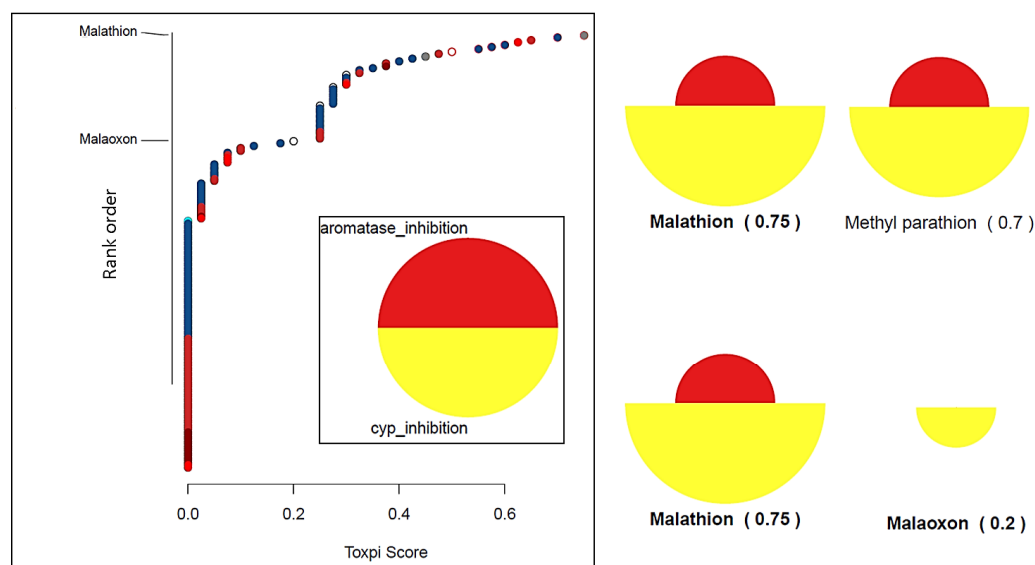 Malathion
Malaoxon
Rank order
aromatase_inhibition
cyp_inhibition
0.0 0.2 0.4 0.6
Toxpi Score
Malathion ( 0.75 ) Methyl parathion ( 0.7 )
Malathion ( 0.75 ) Malaoxon ( 0.2 )